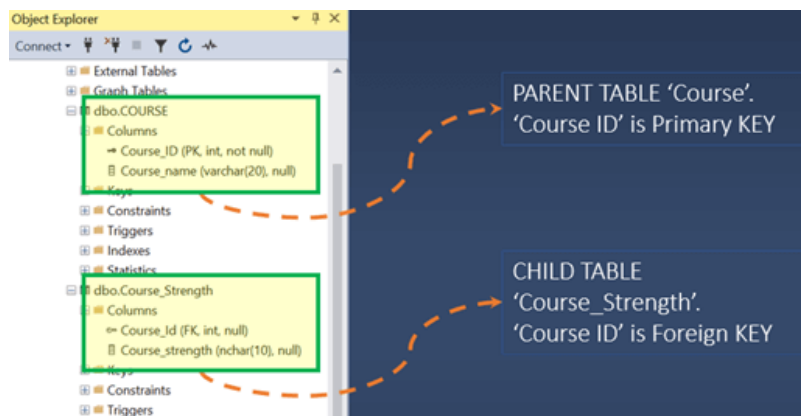 Object Explorer
Connect
External Tables
Graph Tables
dbo.COURSE
Columns
Course_ID (PK, int, not null)
Course_name (varchar(20), null)
Keys
Constraints
Triggers
Indexes
Statistics
dbo.Course_Strength
Columns
Course_Id (FK, int, null)
Course_strength (nchar(10), null)
Keys
Constraints
Triggers
PARENT TABLE ‘Course’.
‘Course ID’ is Primary KEY
CHILD TABLE
‘Course_Strength’.
‘Course ID’ is Foreign KEY